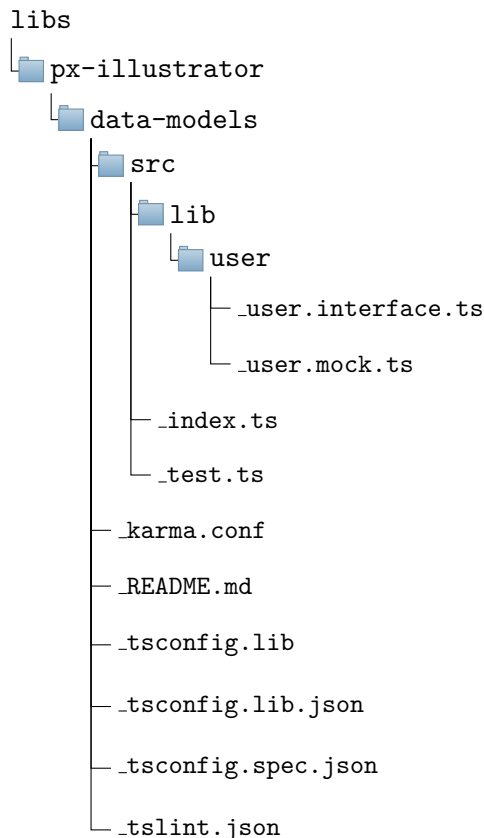 libs
px-illustrator
data-models
src
lib
user
_user.interface.ts
_user.mock.ts
_index.ts
_test.ts
_karma.conf
_README.md
_tsconfig.lib
_tsconfig.lib.json
_tsconfig.spec.json
_tslint.json